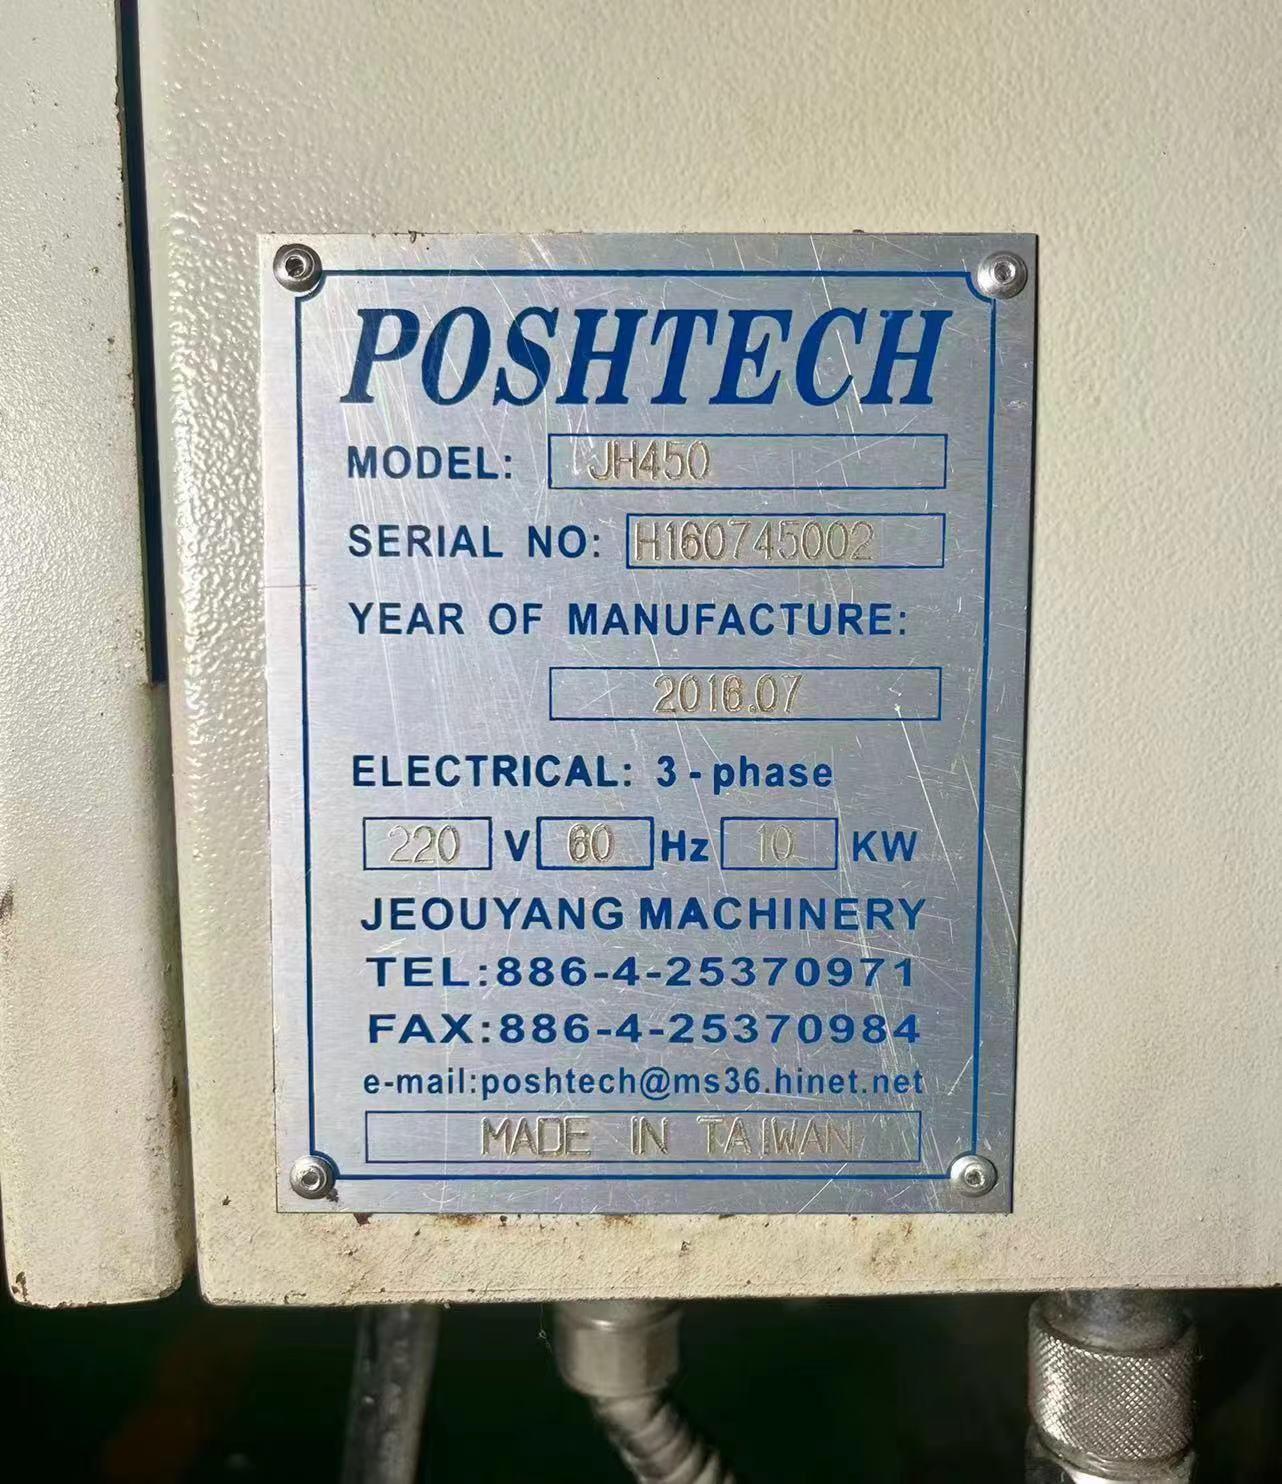 POSHTECH
MODEL: JH450
SERIAL NO: H160745002
YEAR OF MANUFACTURE:
2016.07
ELECTRICAL: 3-phase
220 V 60 Hz 10 KW
JEOUYANG MACHINERY
TEL:886-4-25370971
FAX:886-4-25370984
e-mail:poshtech@ms36.hinet.net
MADE IN TAIWAN